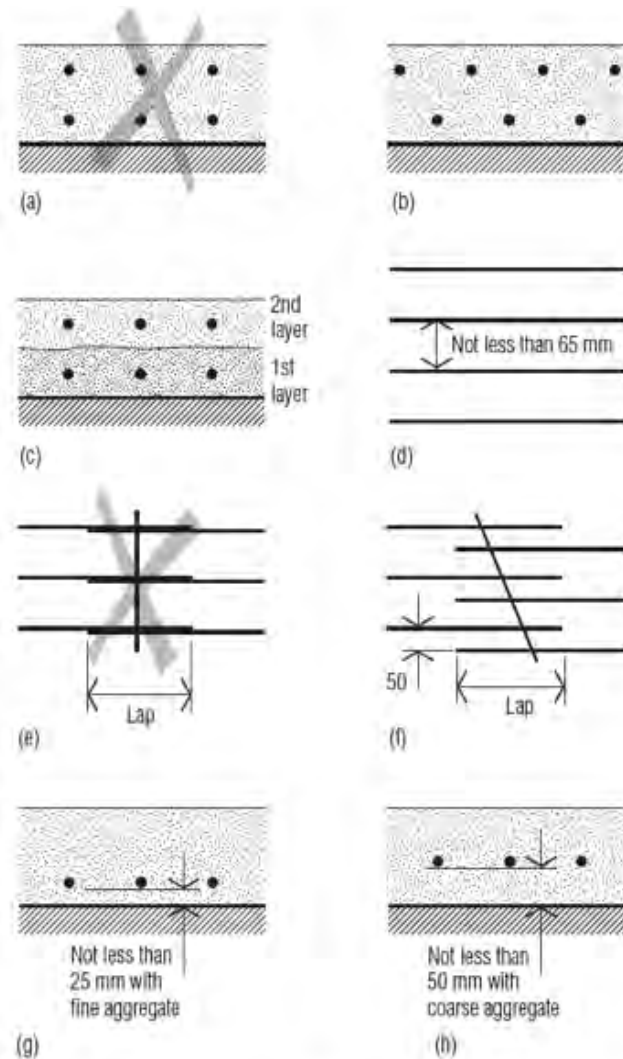 (a)
(b)
2nd
layer
1st
layer
(c)
Not less than 65 mm
(d)
Lap
(e)
50
Lap
(f)
Not less than
25 mm with
fine aggregate
(g)
Not less than
50 mm with
coarse aggregate
(h)